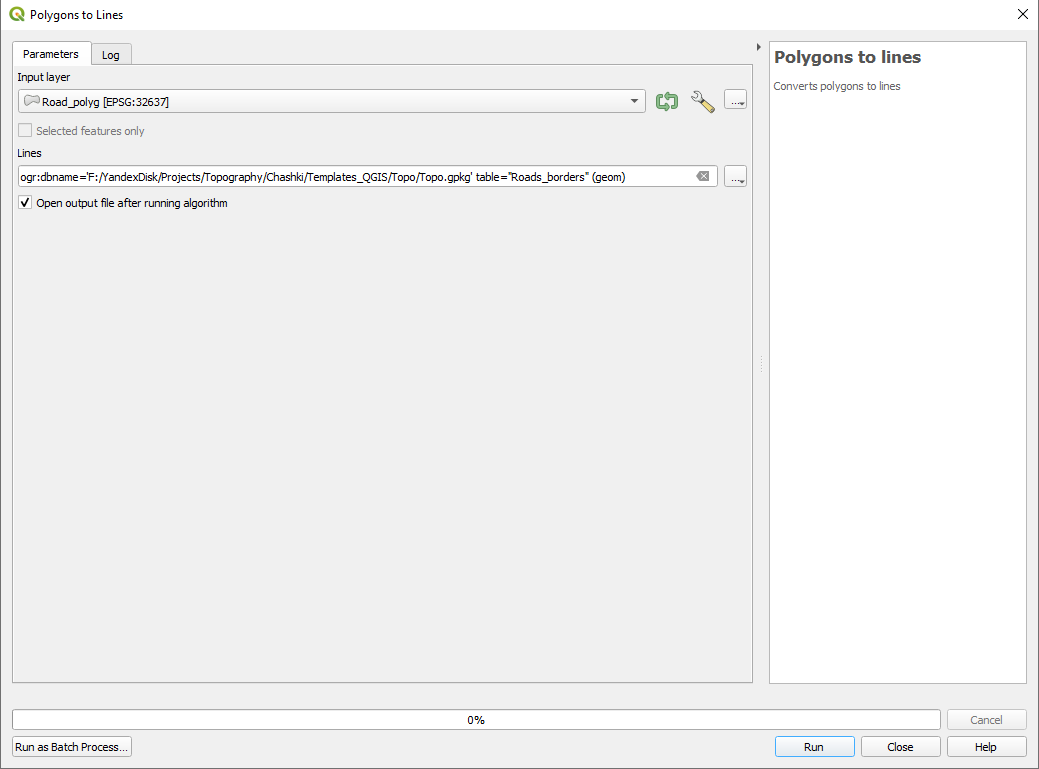 Polygons to Lines
Parameters
Log
Input layer
Road_polyg [EPSG:32637]
...
Selected features only
Lines
ogr:dbname='F:/YandexDisk/Projects/Topography/Chashki/Templates_QGIS/Topo/Topo.gpkg' table="Roads_borders" (geom)
...
Open output file after running algorithm
Polygons to lines
Converts polygons to lines
0%
Cancel
Run as Batch Process...
Run
Close
Help